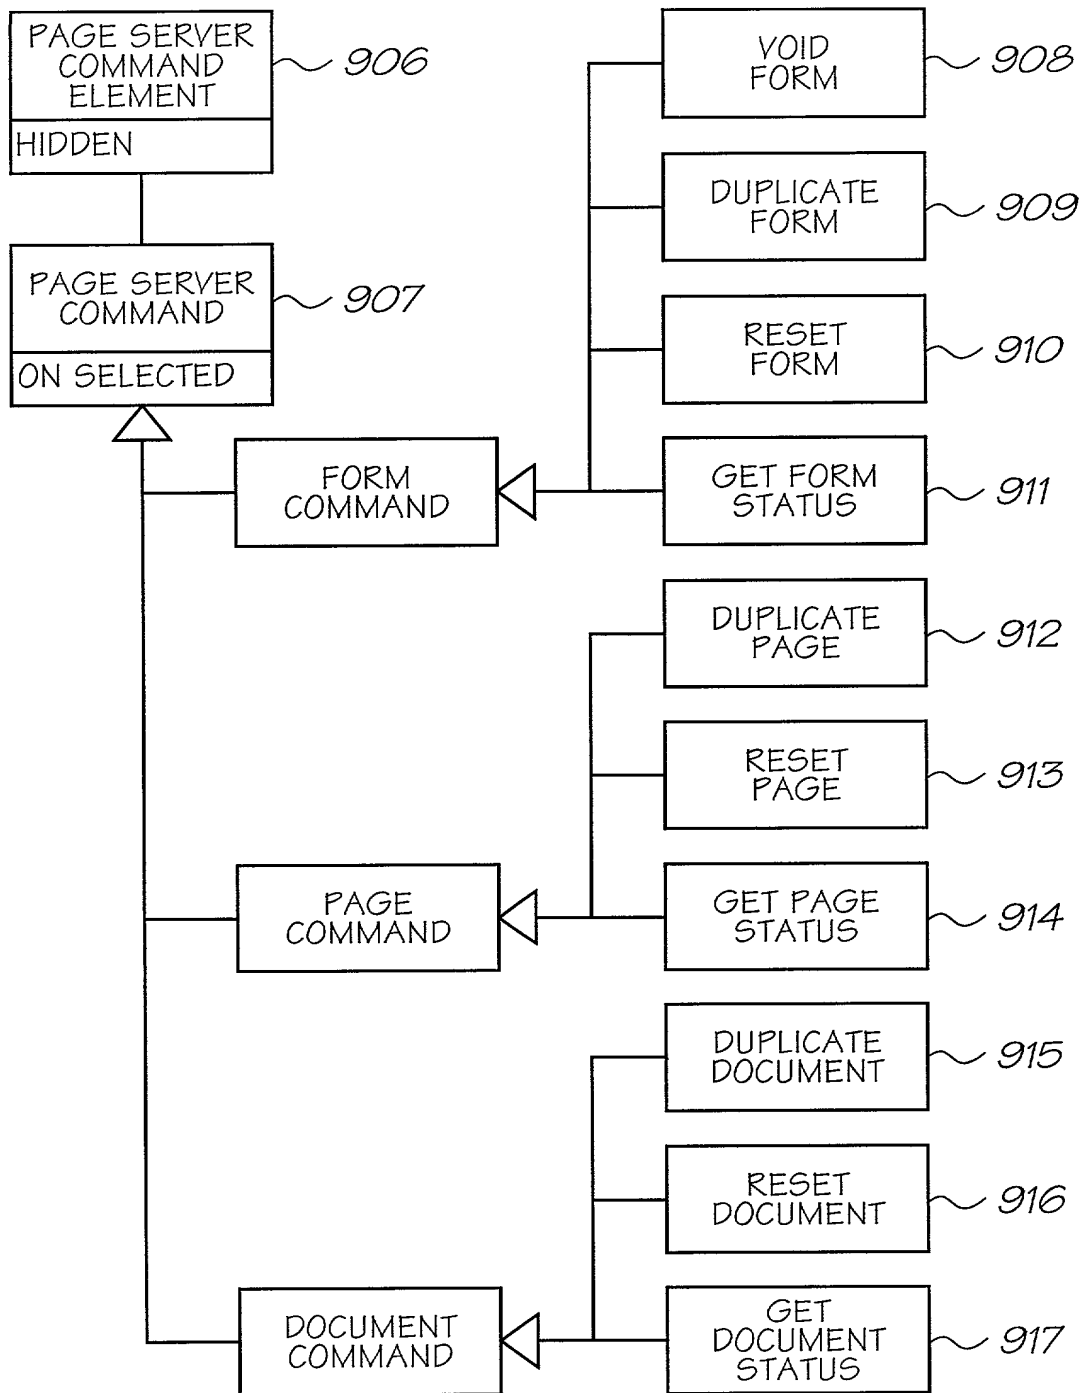 PAGE SERVER
COMMAND
ELEMENT
906
HIDDEN
PAGE SERVER
COMMAND
907
ON SELECTED
FORM
COMMAND
VOID
FORM
908
DUPLICATE
FORM
909
RESET
FORM
910
GET FORM
STATUS
911
PAGE
COMMAND
DUPLICATE
PAGE
912
RESET
PAGE
913
GET PAGE
STATUS
914
DOCUMENT
COMMAND
DUPLICATE
DOCUMENT
915
RESET
DOCUMENT
916
GET
DOCUMENT
STATUS
917